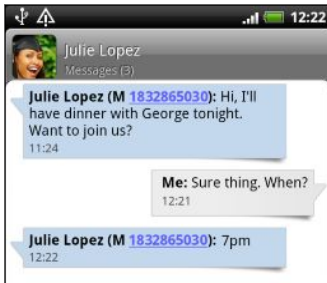 12:22
Julie Lopez
Messages (3)
Julie Lopez (M 1832865030): Hi, I'll
have dinner with George tonight.
Want to join us?
11:24
Me: Sure thing. When?
12:21
Julie Lopez (M 1832865030): 7pm
12:22